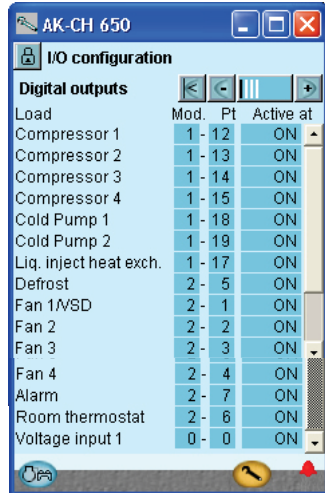 AK-CH 650
I/O configuration
Digital outputs
Load Mod. Pt Active at
Compressor 1 1 - 12 ON
Compressor 2 1 - 13 ON
Compressor 3 1 - 14 ON
Compressor 4 1 - 15 ON
Cold Pump 1 1 - 18 ON
Cold Pump 2 1 - 19 ON
Liq. inject heat exch. 1 - 17 ON
Defrost 2 - 5 ON
Fan 1/VSD 2 - 1 ON
Fan 2 2 - 2 ON
Fan 3 2 - 3 ON
Fan 4 2 - 4 ON
Alarm 2 - 7 ON
Room thermostat 2 - 6 ON
Voltage input 1 0 - 0 ON